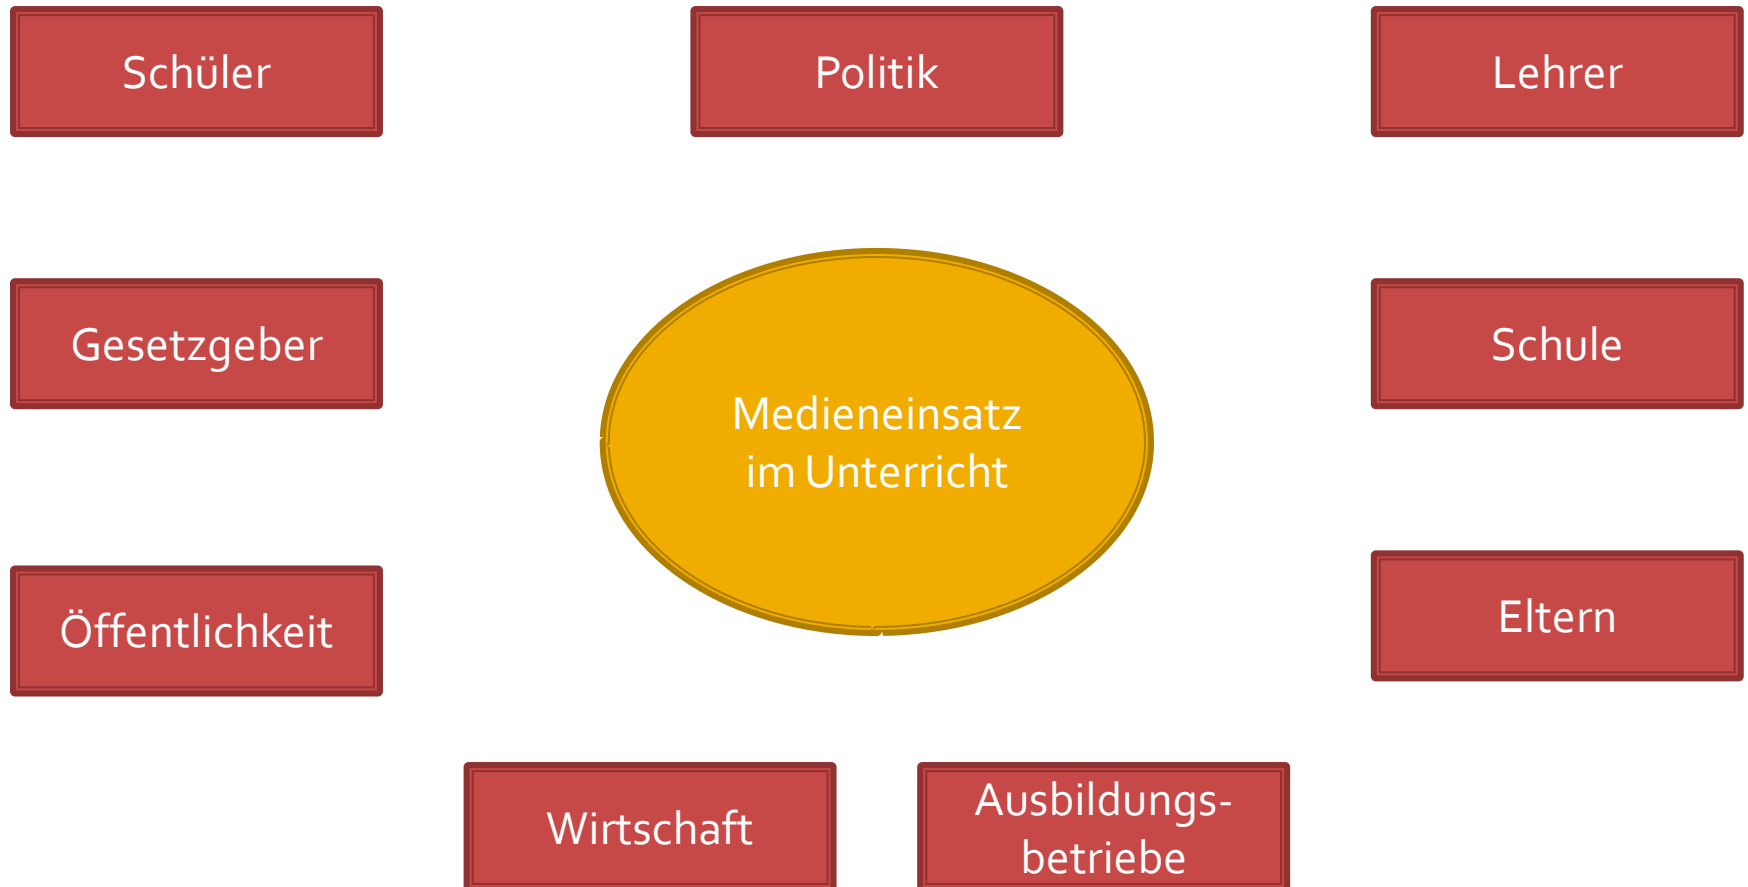 Schüler
Politik
Lehrer
Gesetzgeber
Schule
Medieneinsatz
im Unterricht
Öffentlichkeit
Eltern
Wirtschaft
Ausbildungs-
betriebe